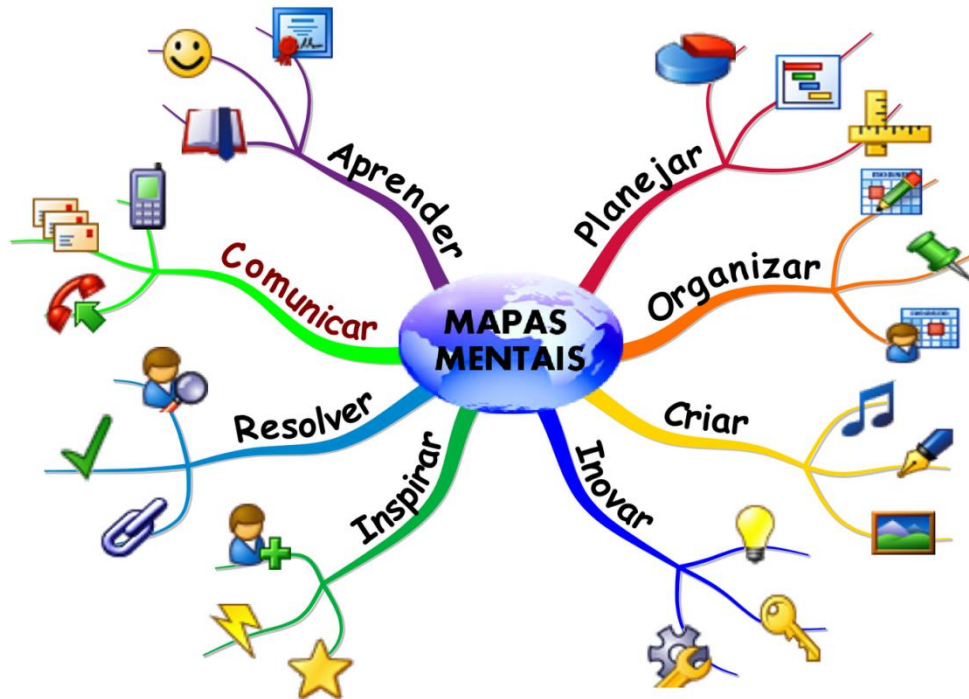 Aprender
Planejar
Comunicar
Organizar
MAPAS
MENTAIS
Resolver
Criar
Inspirar
Inovar